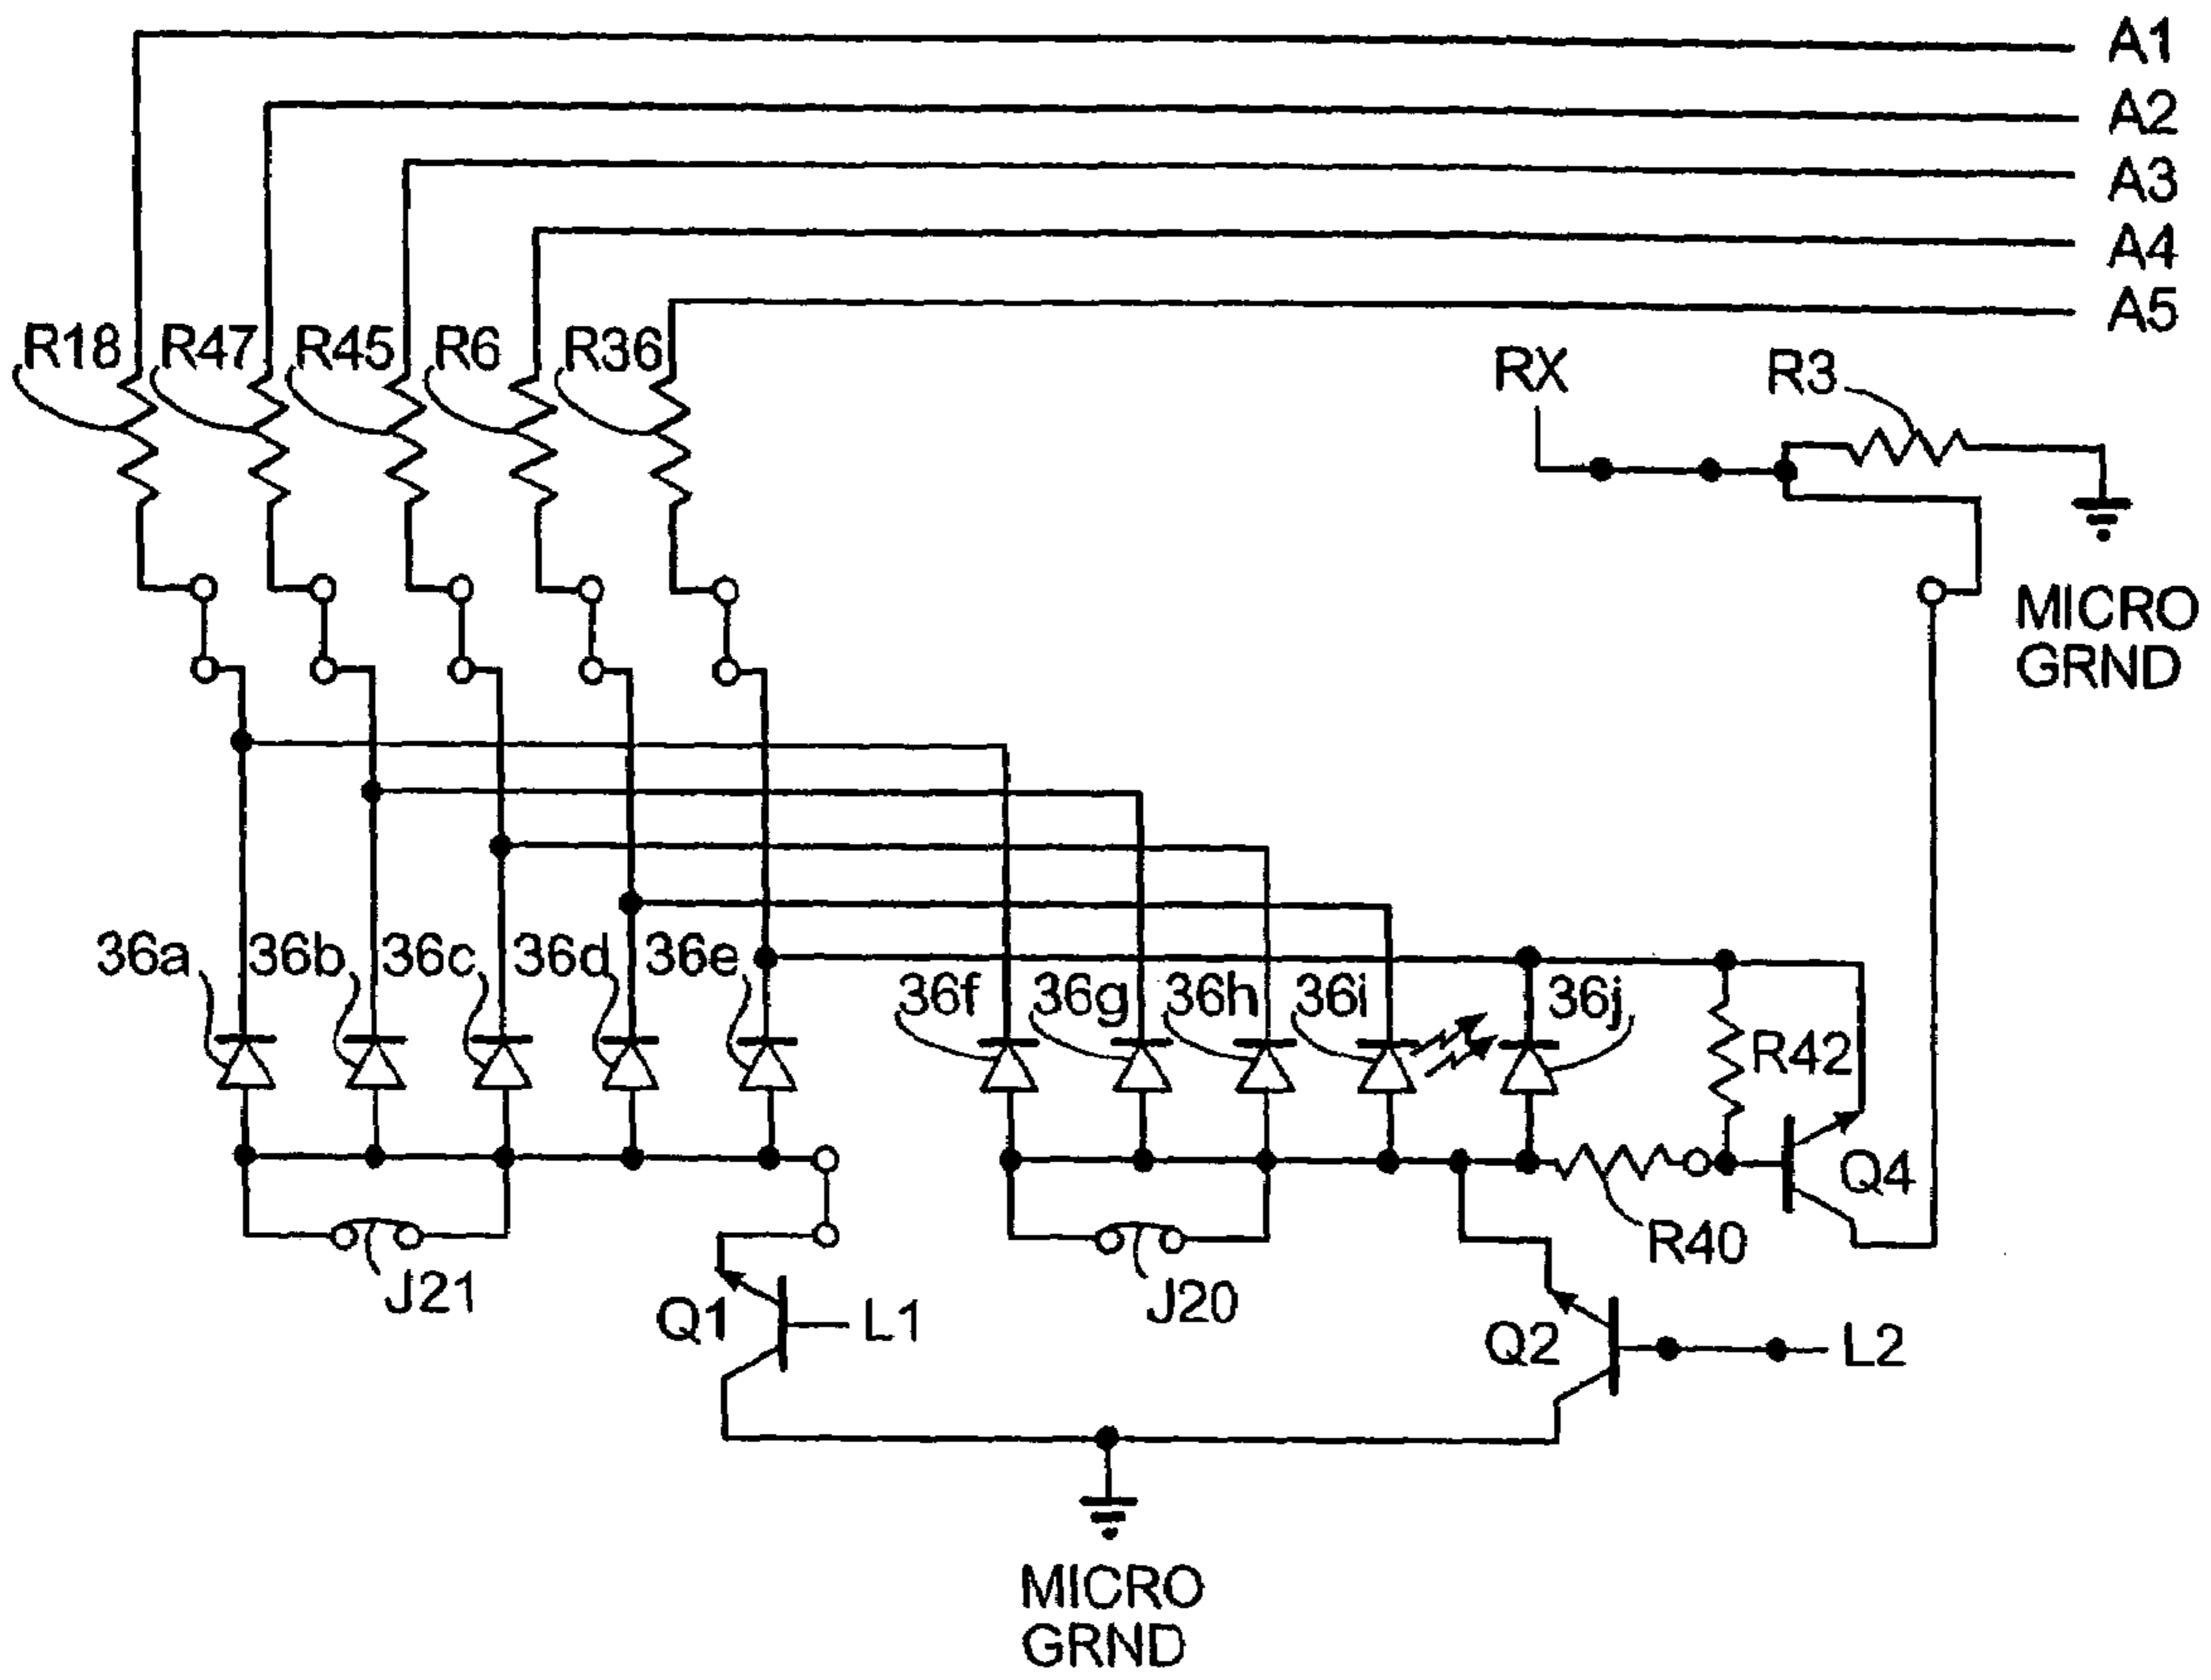 A1
A2
A3
A4
A5
R18 R47 R45 R6 R36
RX R3
MICRO
GRND
36a 36b 36c 36d 36e
36f 36g 36h 36i 36j
R42
Q4
R40
J21
Q1 L1
J20
Q2 L2
MICRO
GRND